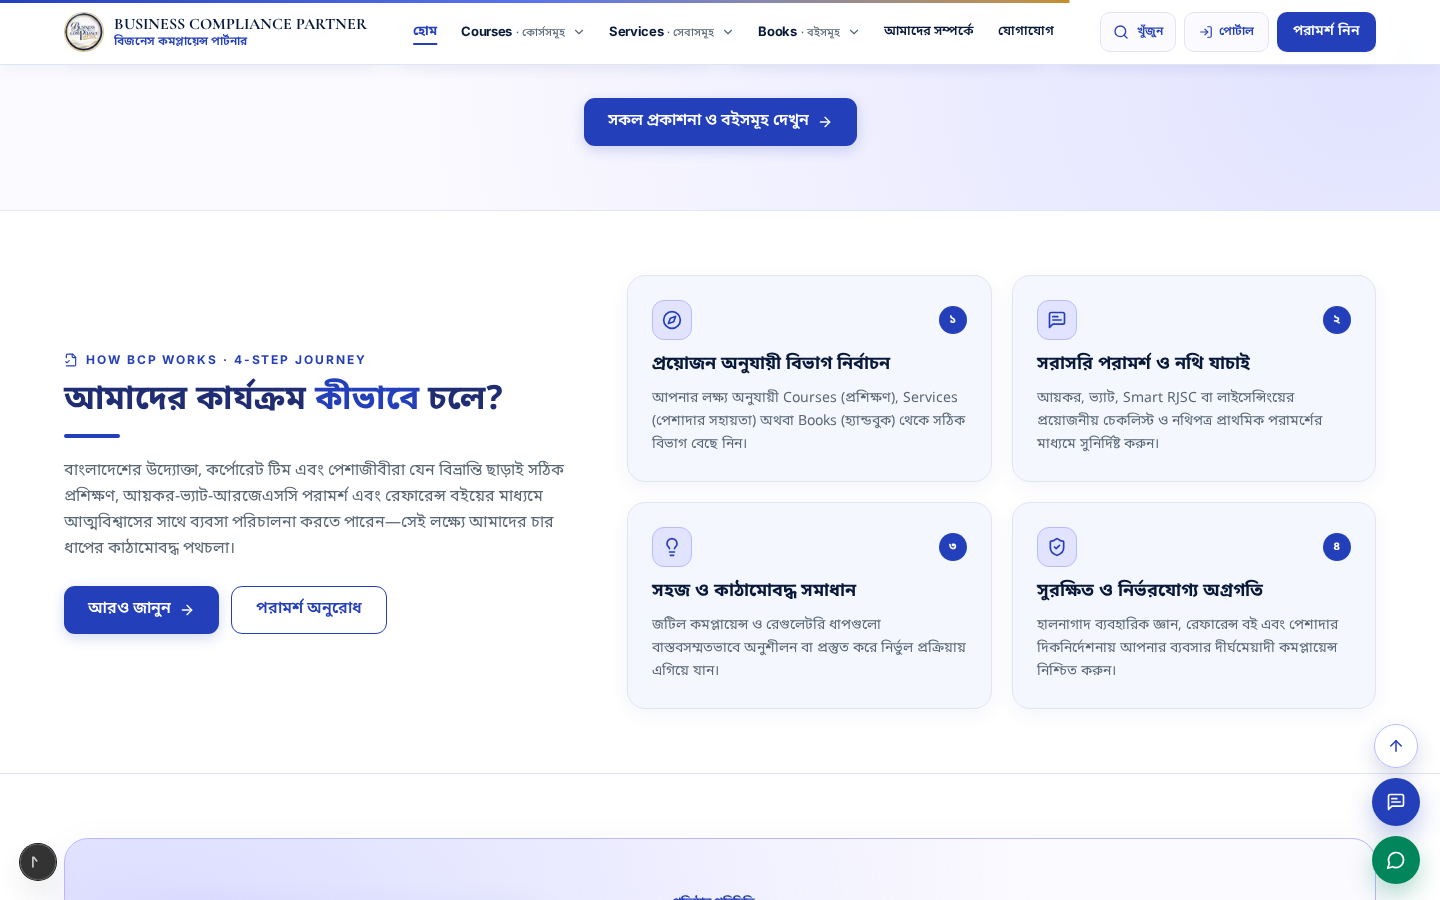 BUSINESS COMPLIANCE PARTNER
বিজনেস কমপ্লায়েন্স পার্টনার
হোম
Courses · কোর্সসমূহ
Services · সেবাসমূহ
Books · বইসমূহ
আমাদের সম্পর্কে
যোগাযোগ
খুঁজুন
পোর্টাল
পরামর্শ নিন
সকল প্রকাশনা ও বইসমূহ দেখুন
HOW BCP WORKS · 4-STEP JOURNEY
আমাদের কার্যক্রম কীভাবে চলে?
বাংলাদেশের উদ্যোক্তা, কর্পোরেট টিম এবং পেশাজীবীরা যেন বিভ্রান্তি ছাড়াই সঠিক
প্রশিক্ষণ, আয়কর-ভ্যাট-আরজেএসসি পরামর্শ এবং রেফারেন্স বইয়ের মাধ্যমে
আত্মবিশ্বাসের সাথে ব্যবসা পরিচালনা করতে পারেন—সেই লক্ষ্যে আমাদের চার
ধাপের কাঠামোবদ্ধ পথচলা।
আরও জানুন
পরামর্শ অনুরোধ
১
প্রয়োজন অনুযায়ী বিভাগ নির্বাচন
আপনার লক্ষ্য অনুযায়ী Courses (প্রশিক্ষণ), Services
(পেশাদার সহায়তা) অথবা Books (হ্যান্ডবুক) থেকে সঠিক
বিভাগ বেছে নিন।
২
সরাসরি পরামর্শ ও নথি যাচাই
আয়কর, ভ্যাট, Smart RJSC বা লাইসেন্সিংয়ের
প্রয়োজনীয় চেকলিস্ট ও নথিপত্র প্রাথমিক পরামর্শের
মাধ্যমে সুনির্দিষ্ট করুন।
৩
সহজ ও কাঠামোবদ্ধ সমাধান
জটিল কমপ্লায়েন্স ও রেগুলেটরি ধাপগুলো
বাস্তবসম্মতভাবে অনুশীলন বা প্রস্তুত করে নির্ভুল প্রক্রিয়ায়
এগিয়ে যান।
৪
সুরক্ষিত ও নির্ভরযোগ্য অগ্রগতি
হালনাগাদ ব্যবহারিক জ্ঞান, রেফারেন্স বই এবং পেশাদার
দিকনির্দেশনায় আপনার ব্যবসার দীর্ঘমেয়াদী কমপ্লায়েন্স
নিশ্চিত করুন।